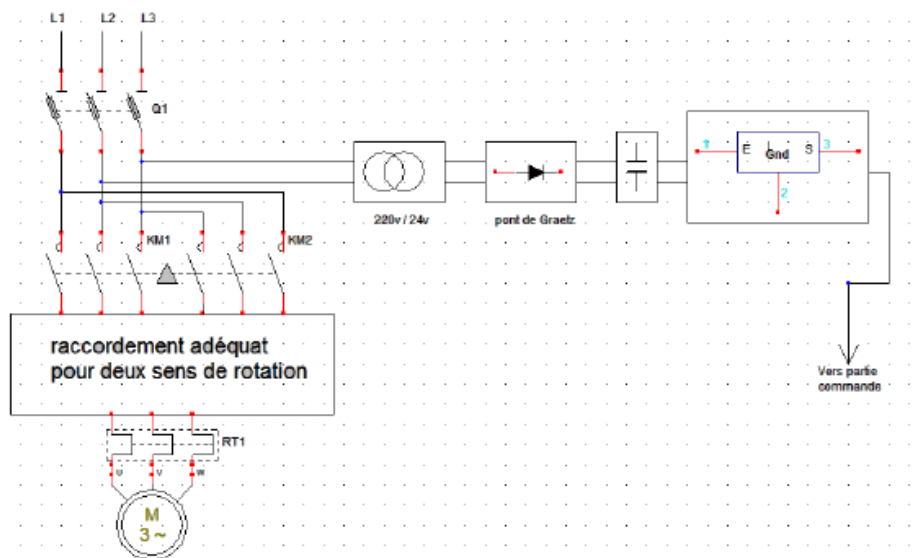 L1 L2 L3
Q1
1 E Gnd S 3
2
220v / 24v
pont de Graetz
KM1 KM2
raccordement adéquat
pour deux sens de rotation
Vers partie
commande
RT1
U V W
M
3 ~